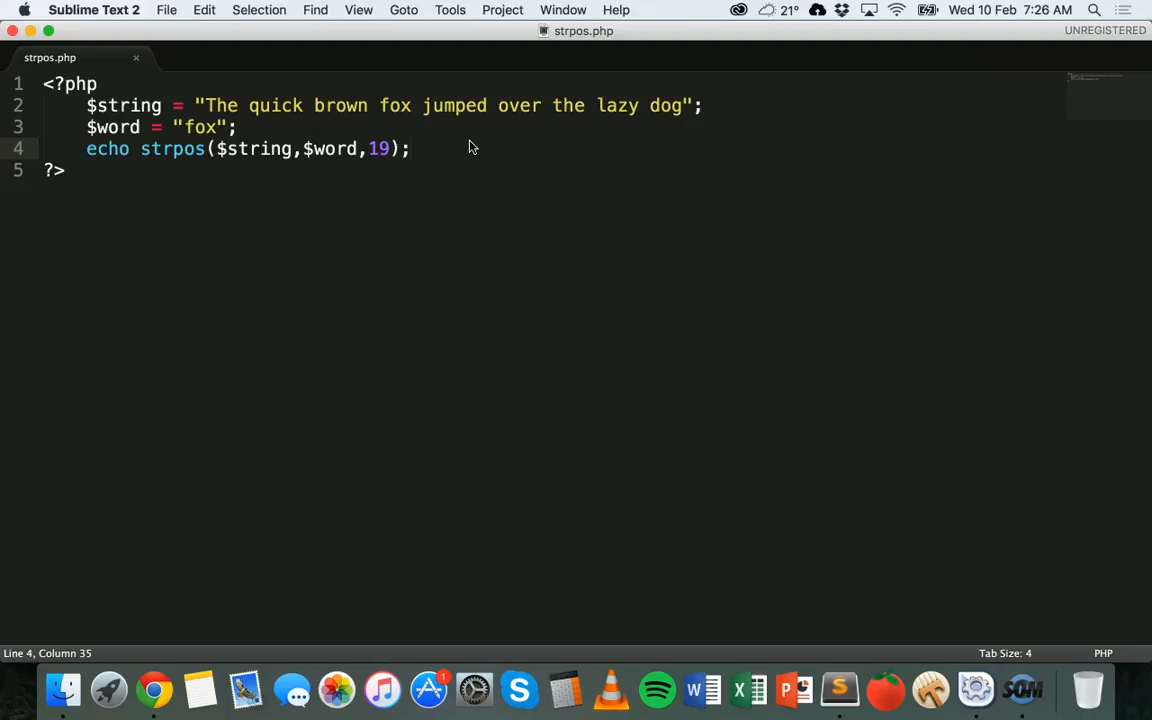 Sublime Text 2 File Edit Selection Find View Goto Tools Project Window Help 21° Wed 10 Feb 7:26 AM
strpos.php UNREGISTERED
strpos.php ×
1 <?php
2 $string = "The quick brown fox jumped over the lazy dog";
3 $word = "fox";
4 echo strpos($string,$word,19);
5 ?>
Line 4, Column 35 Tab Size: 4 PHP
1
SOM